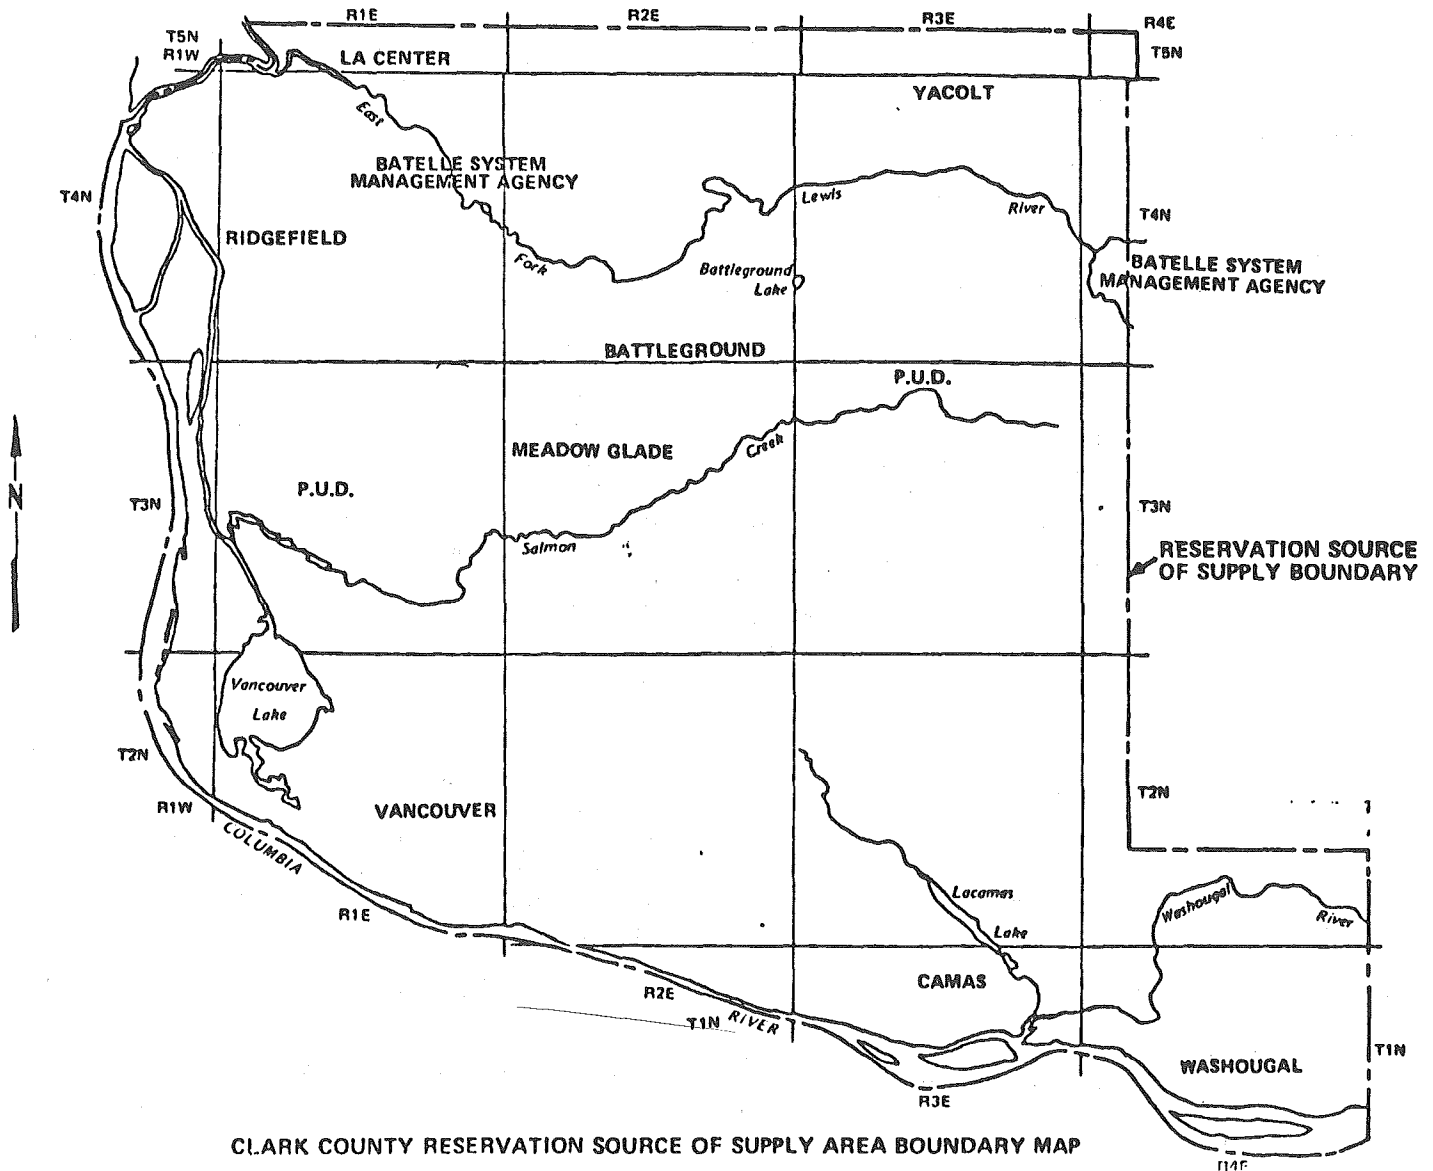 R1E
R2E
R3E
R4E
T5N
R1W
LA CENTER
T5N
YACOLT
East
BATELLE SYSTEM
MANAGEMENT AGENCY
T4N
Lewis
River
T4N
RIDGEFIELD
Fork
Battleground
Lake
BATELLE SYSTEM
MANAGEMENT AGENCY
BATTLEGROUND
P.U.D.
MEADOW GLADE
Creek
P.U.D.
N
T3N
T3N
Salmon
RESERVATION SOURCE
OF SUPPLY BOUNDARY
Vancouver
Lake
T2N
T2N
R1W
VANCOUVER
COLUMBIA
R1E
Lacamas
Lake
Washougal
River
CAMAS
R2E
T1N
RIVER
T1N
WASHOUGAL
R3E
CLARK COUNTY RESERVATION SOURCE OF SUPPLY AREA BOUNDARY MAP
R4E